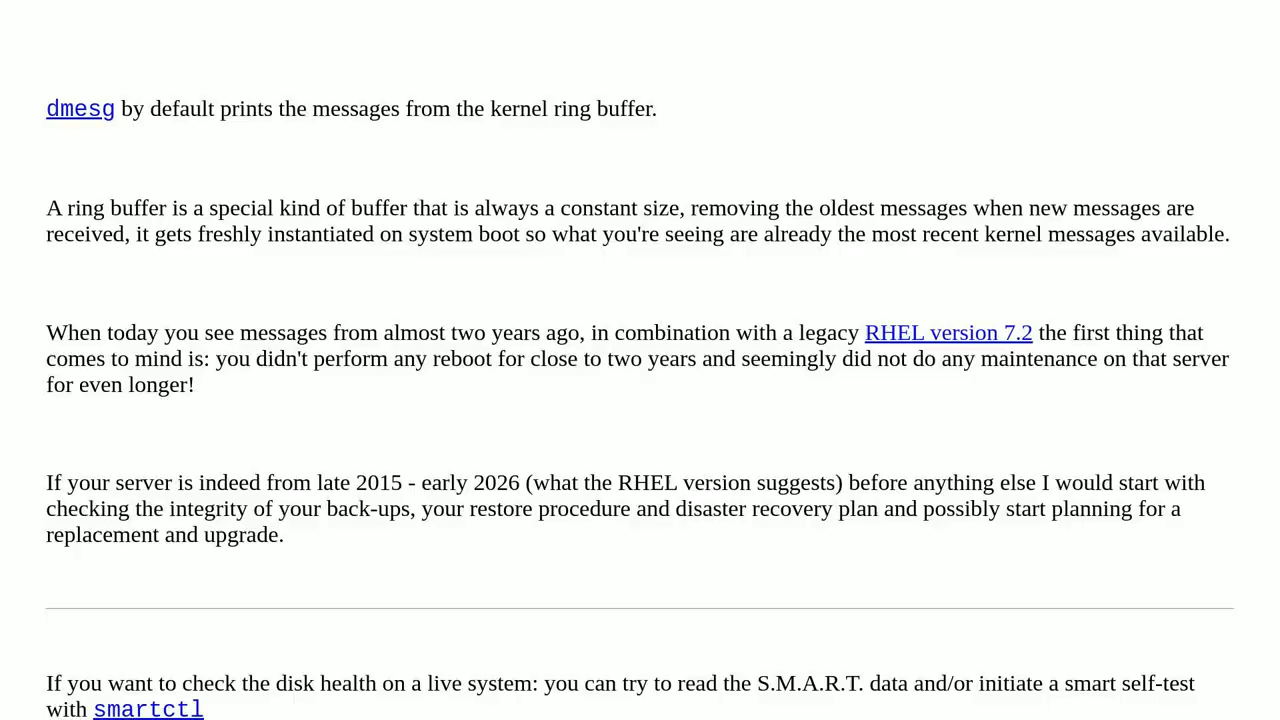 dmesg by default prints the messages from the kernel ring buffer.
A ring buffer is a special kind of buffer that is always a constant size, removing the oldest messages when new messages are
received, it gets freshly instantiated on system boot so what you're seeing are already the most recent kernel messages available.
When today you see messages from almost two years ago, in combination with a legacy RHEL version 7.2 the first thing that
comes to mind is: you didn't perform any reboot for close to two years and seemingly did not do any maintenance on that server
for even longer!
If your server is indeed from late 2015 - early 2026 (what the RHEL version suggests) before anything else I would start with
checking the integrity of your back-ups, your restore procedure and disaster recovery plan and possibly start planning for a
replacement and upgrade.
If you want to check the disk health on a live system: you can try to read the S.M.A.R.T. data and/or initiate a smart self-test
with smartctl